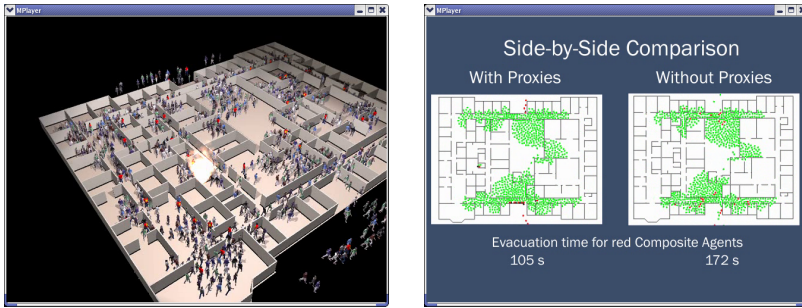 MPlayer
MPlayer
Side-by-Side Comparison
With Proxies
Without Proxies
Evacuation time for red Composite Agents
105 s
172 s